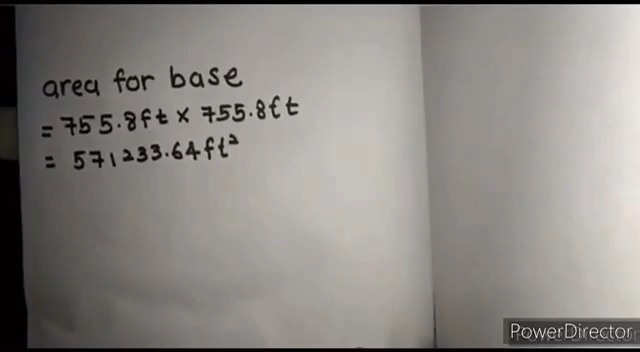 area for base
= 755.8ft x 755.8ft
= 571233.64ft²
PowerDirector